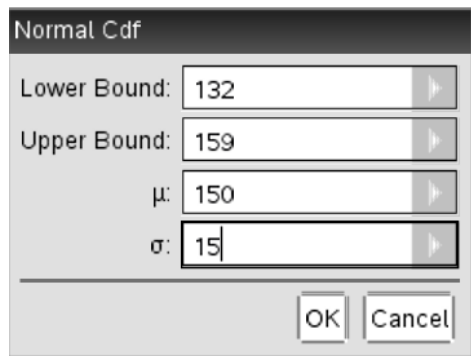 Normal Cdf
Lower Bound: 132
Upper Bound: 159
μ: 150
σ: 15
OK Cancel